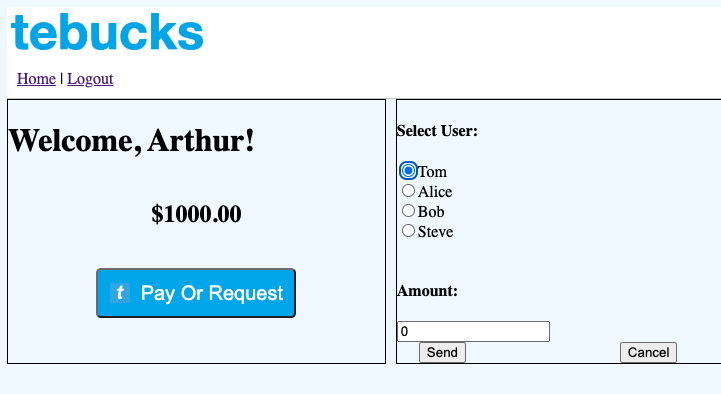 tebucks
Home | Logout
Welcome, Arthur!
$1000.00
t Pay Or Request
Select User:
Tom
Alice
Bob
Steve
Amount:
0
Send Cancel